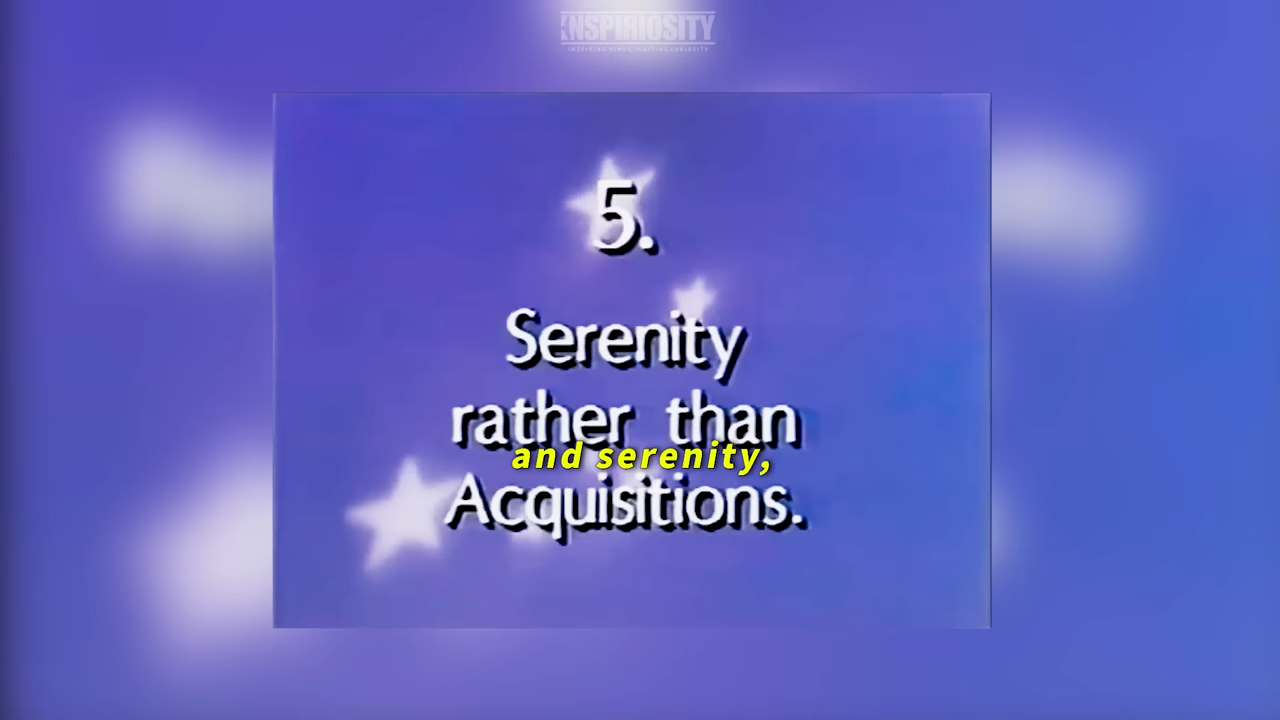 INSPIRIOSITY
5.
Serenity
rather than
and serenity,
Acquisitions.